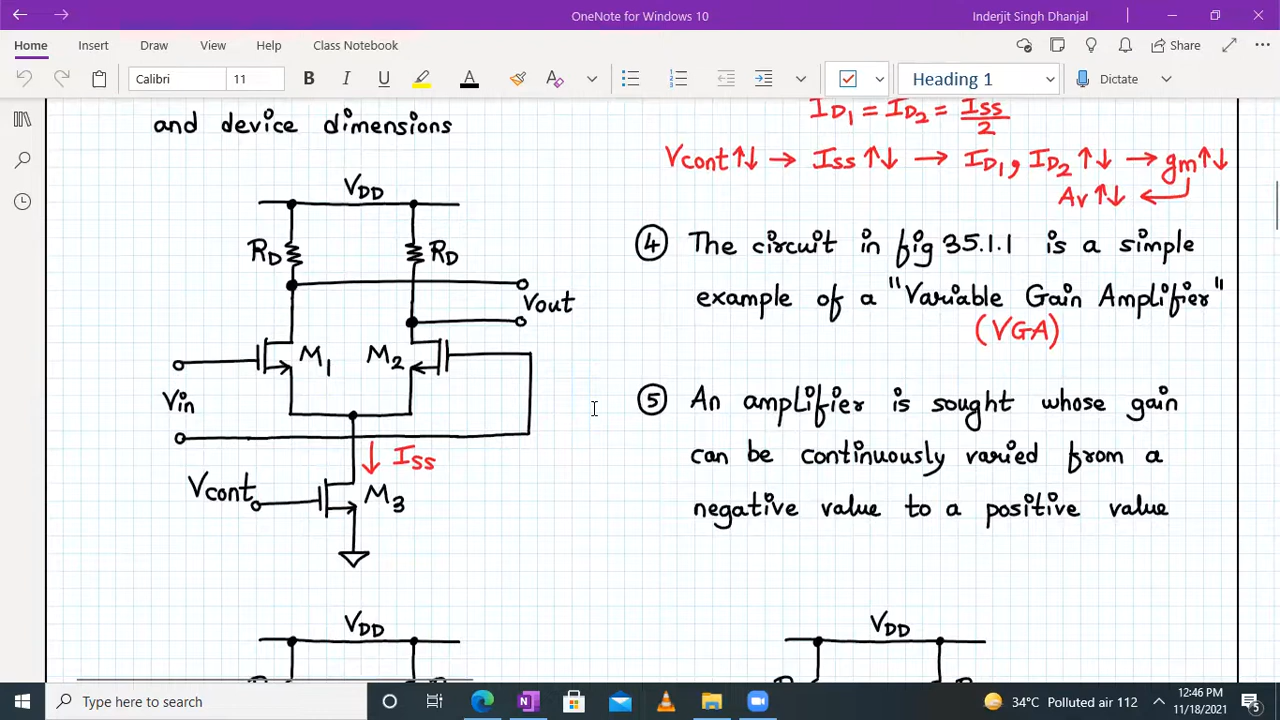 OneNote for Windows 10
Inderjit Singh Dhanjal
Home Insert Draw View Help Class Notebook
Share
Calibri 11 B I U A Heading 1 Dictate
and device dimensions
VDD
RD RD
Vout
M1 M2
Vin
ISS
Vcont
M3
VDD
ID1 = ID2 = ISS/2
Vcont ↑↓ → ISS ↑↓ → ID1, ID2 ↑↓ → gm ↑↓
Av ↑↓ ←
④ The circuit in fig 35.1.1 is a simple
example of a "Variable Gain Amplifier"
(VGA)
⑤ An amplifier is sought whose gain
can be continuously varied from a
negative value to a positive value
VDD
Type here to search
34°C Polluted air 112
12:46 PM
11/18/2021
5